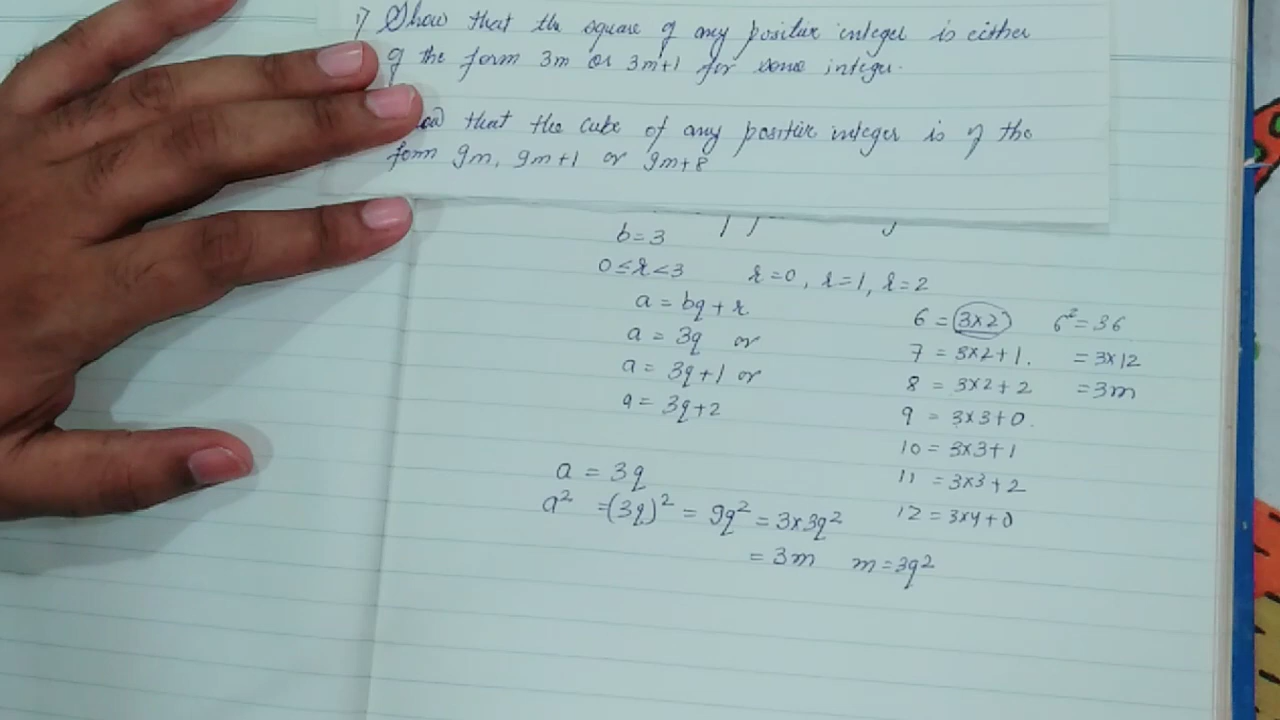 1) Show that the square of any positive integer is either
of the form 3m or 3m+1 for some integer.
that the cube of any positive integer is of the
form 9m, 9m+1 or 9m+8
b=3
0≤r<3 r=0, r=1, r=2
a = bq+r
a = 3q or
a = 3q+1 or
a = 3q+2
6 = 3×2 6² = 36
7 = 3×2+1. = 3×12
8 = 3×2+2 = 3m
9 = 3×3+0.
10 = 3×3+1
11 = 3×3+2
12 = 3×4+0
a = 3q
a² =(3q)² = 9q² = 3×3q²
= 3m m = 3q²